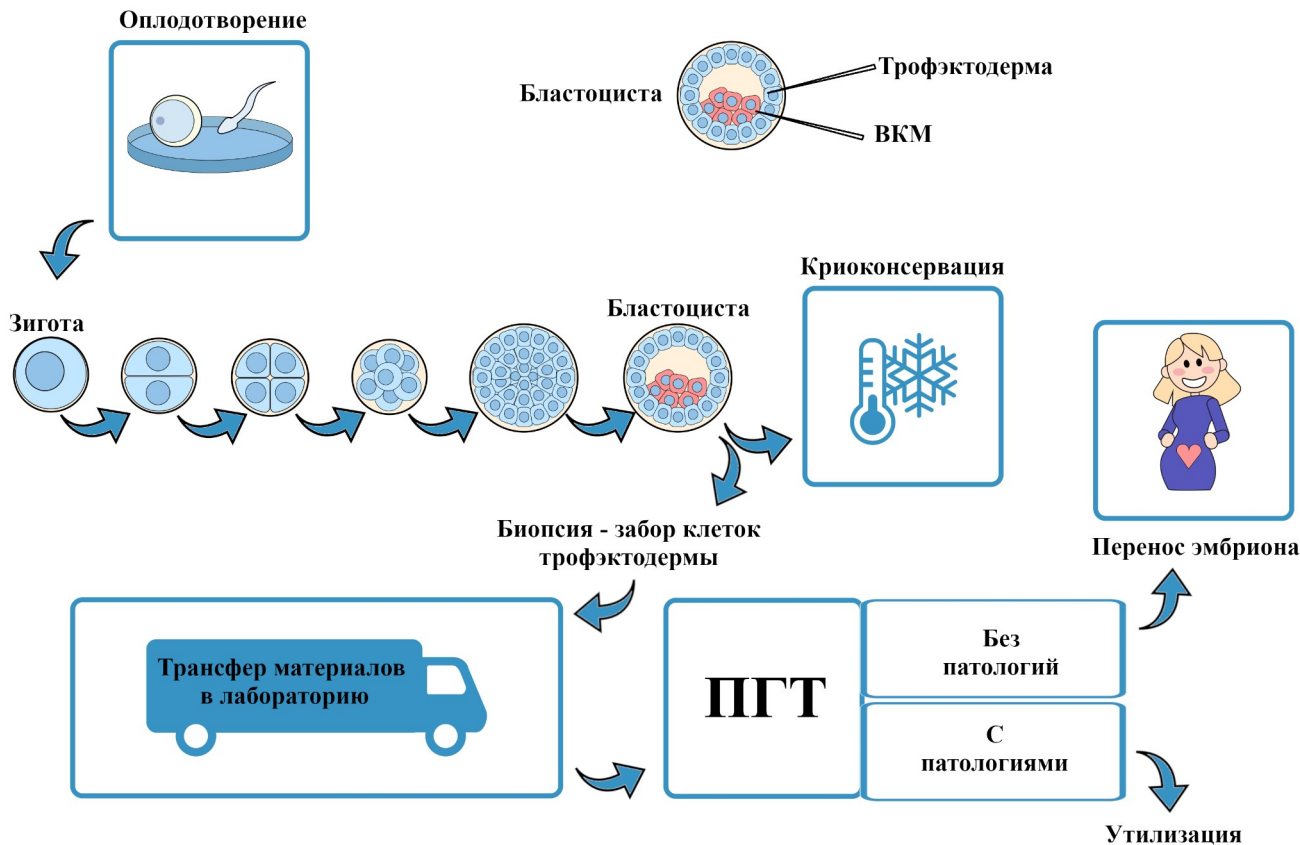 Оплодотворение
Бластоциста
Трофэктодерма
ВКМ
Зигота
Бластоциста
Криоконсервация
Биопсия - забор клеток
трофэктодермы
Перенос эмбриона
Трансфер материалов
в лабораторию
ПГТ
Без
патологий
С
патологиями
Утилизация